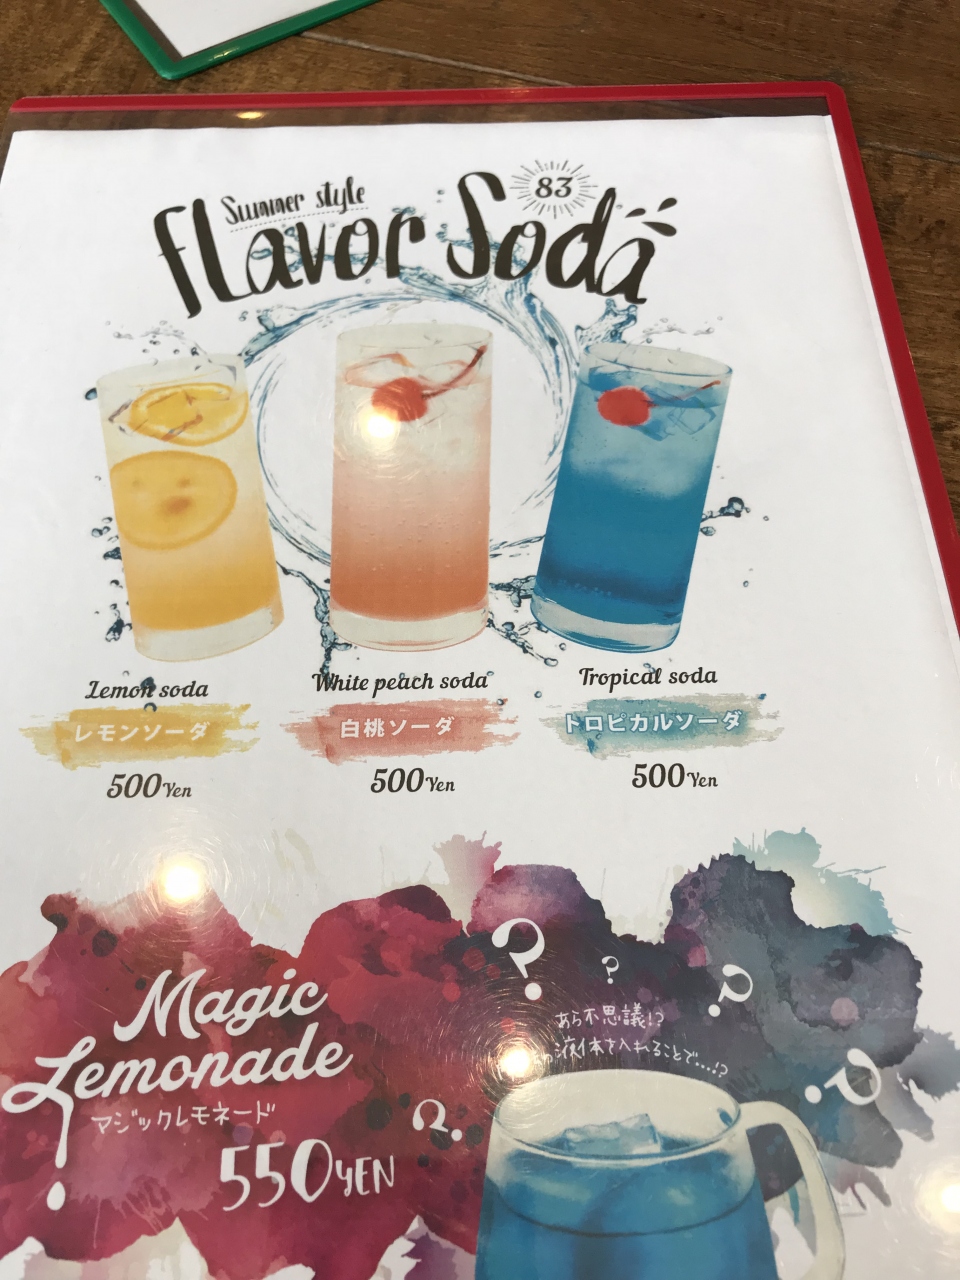 Summer style
Flavor Soda
83
Lemon soda
レモンソーダ
500Yen
White peach soda
白桃ソーダ
500Yen
Tropical soda
トロピカルソーダ
500Yen
Magic
Lemonade
マジックレモネード
550YEN
? ? ? ? ?
あら不思議!?
液体を入れることで…!?